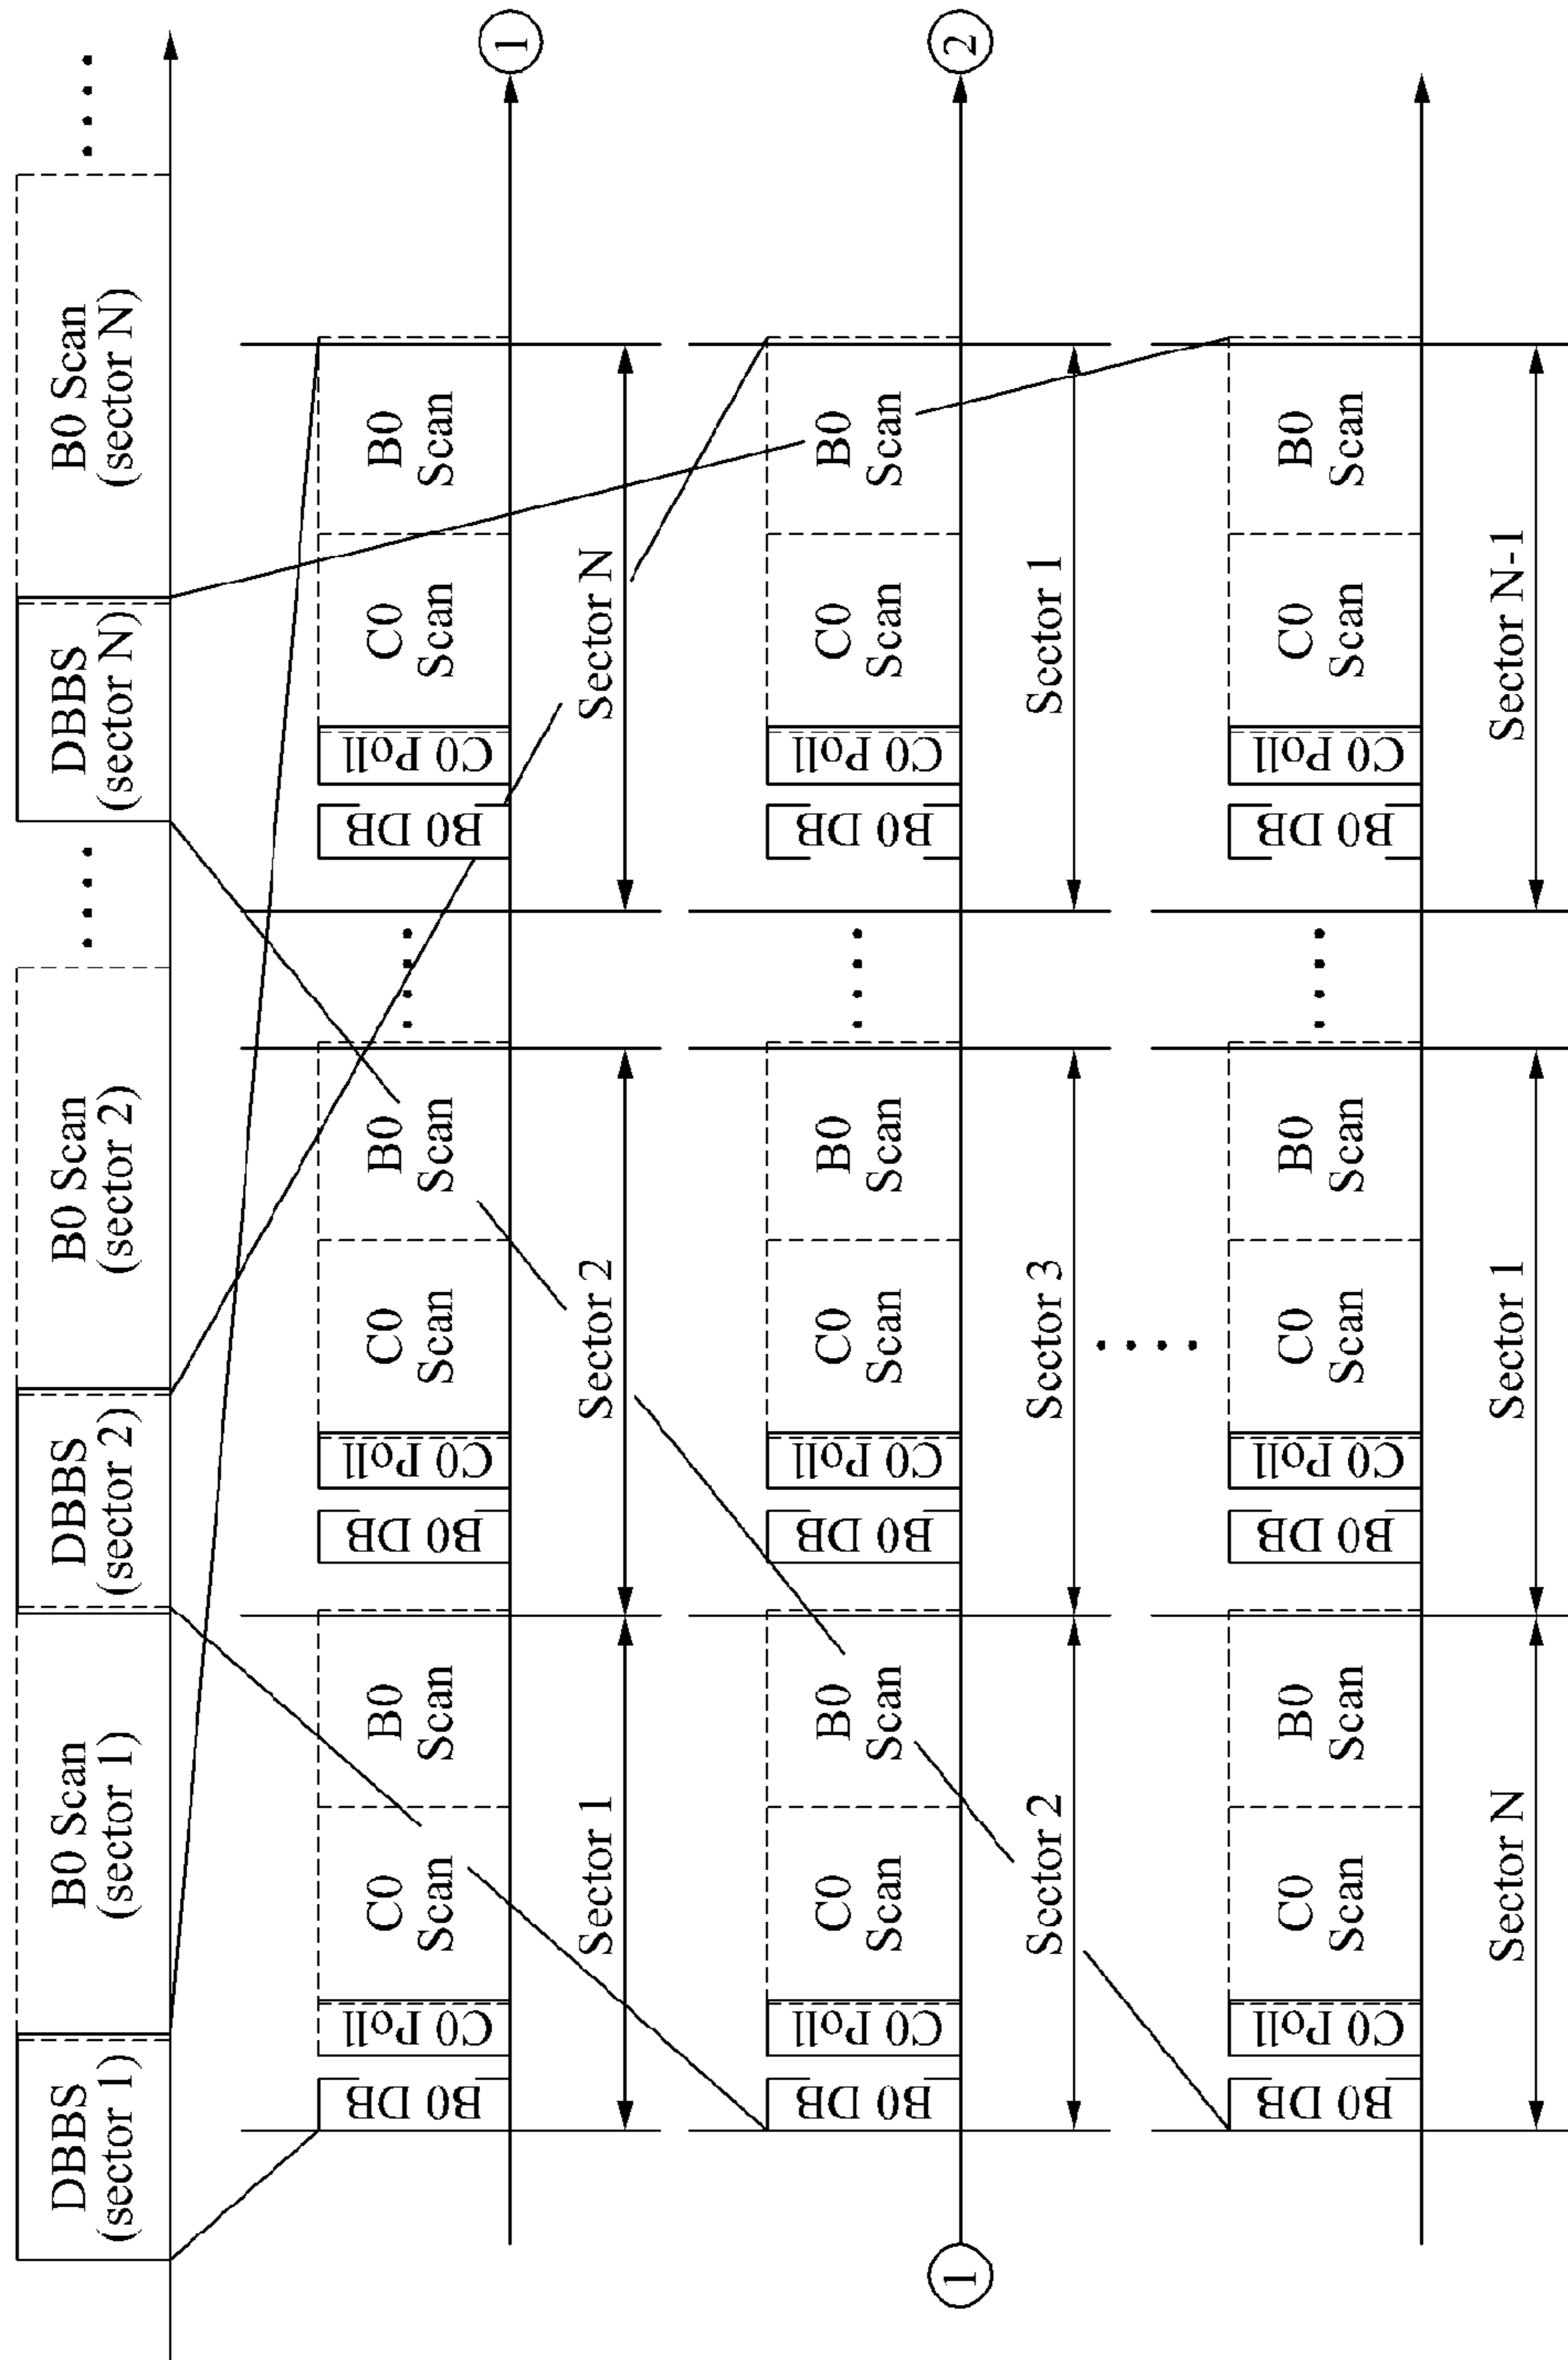 DBBS
(sector 1)
B0 Scan
(sector 1)
DBBS
(sector 2)
B0 Scan
(sector 2)
....
DBBS
(sector N)
B0 Scan
(sector N)
....
B0 DB
C0 Poll
C0
Scan
B0
Scan
B0 DB
C0 Poll
C0
Scan
B0
Scan
....
B0 DB
C0 Poll
C0
Scan
B0
Scan
1
Sector 1
Sector 2
Sector N
1
B0 DB
C0 Poll
C0
Scan
B0
Scan
B0 DB
C0 Poll
C0
Scan
B0
Scan
....
B0 DB
C0 Poll
C0
Scan
B0
Scan
2
Sector 2
Sector 3
Sector 1
....
B0 DB
C0 Poll
C0
Scan
B0
Scan
B0 DB
C0 Poll
C0
Scan
B0
Scan
....
B0 DB
C0 Poll
C0
Scan
B0
Scan
Sector N
Sector 1
Sector N-1